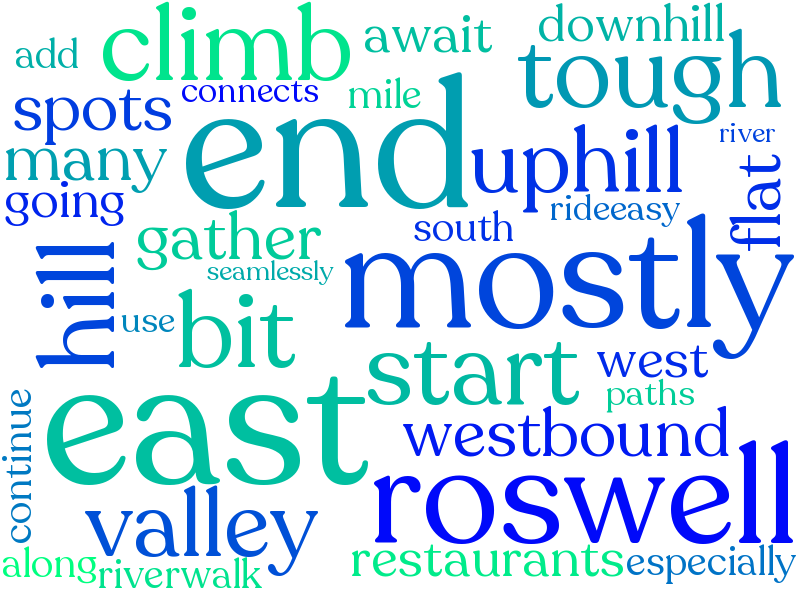 add
climb
await
downhill
spots
connects
mile
tough
many
end
uphill
river
going
rideeasy
flat
hill
gather
south
seamlessly
mostly
use
bit
start
west
paths
continue
east
westbound
valley
roswell
along
riverwalk
restaurants
especially